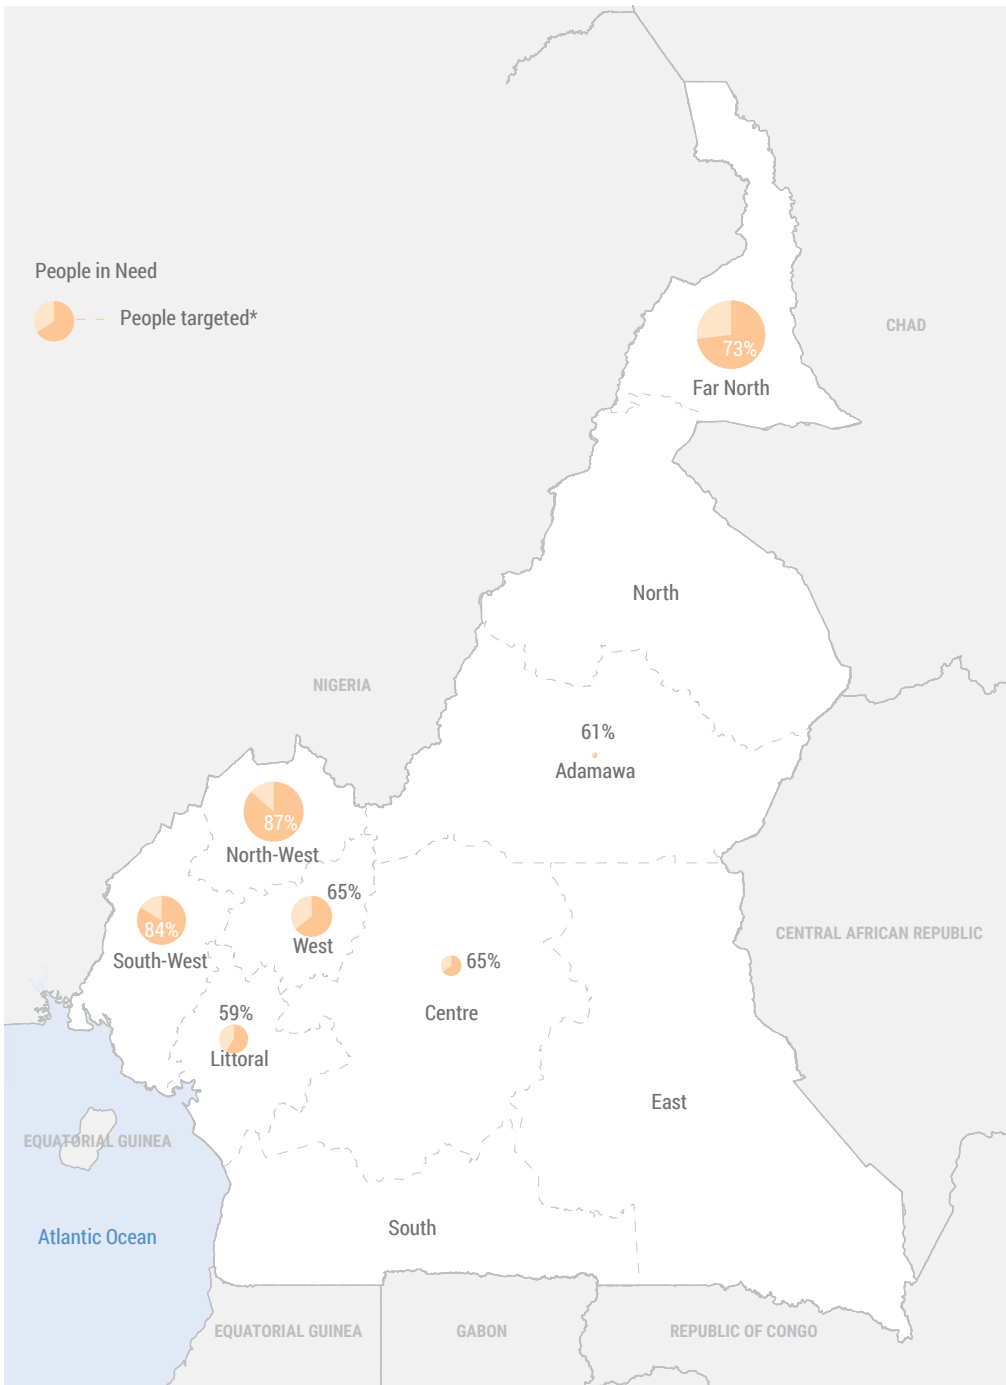 People in Need
People targeted*
CHAD
73%
Far North
North
NIGERIA
61%
Adamawa
87%
North-West
65%
West
84%
South-West
CENTRAL AFRICAN REPUBLIC
65%
Centre
59%
Littoral
East
EQUATORIAL GUINEA
South
Atlantic Ocean
EQUATORIAL GUINEA
GABON
REPUBLIC OF CONGO